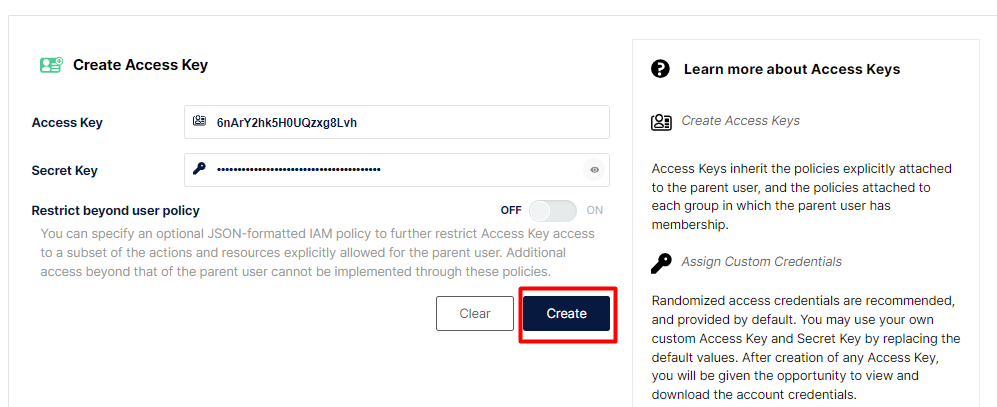 Create Access Key
Access Key
6nArY2hk5H0UQzxg8Lvh
Secret Key
••••••••••••••••••••••••••••••••••••••••
Restrict beyond user policy
OFF ON
You can specify an optional JSON-formatted IAM policy to further restrict Access Key access
to a subset of the actions and resources explicitly allowed for the parent user. Additional
access beyond that of the parent user cannot be implemented through these policies.
Clear
Create
Learn more about Access Keys
Create Access Keys
Access Keys inherit the policies explicitly attached
to the parent user, and the policies attached to
each group in which the parent user has
membership.
Assign Custom Credentials
Randomized access credentials are recommended,
and provided by default. You may use your own
custom Access Key and Secret Key by replacing the
default values. After creation of any Access Key,
you will be given the opportunity to view and
download the account credentials.